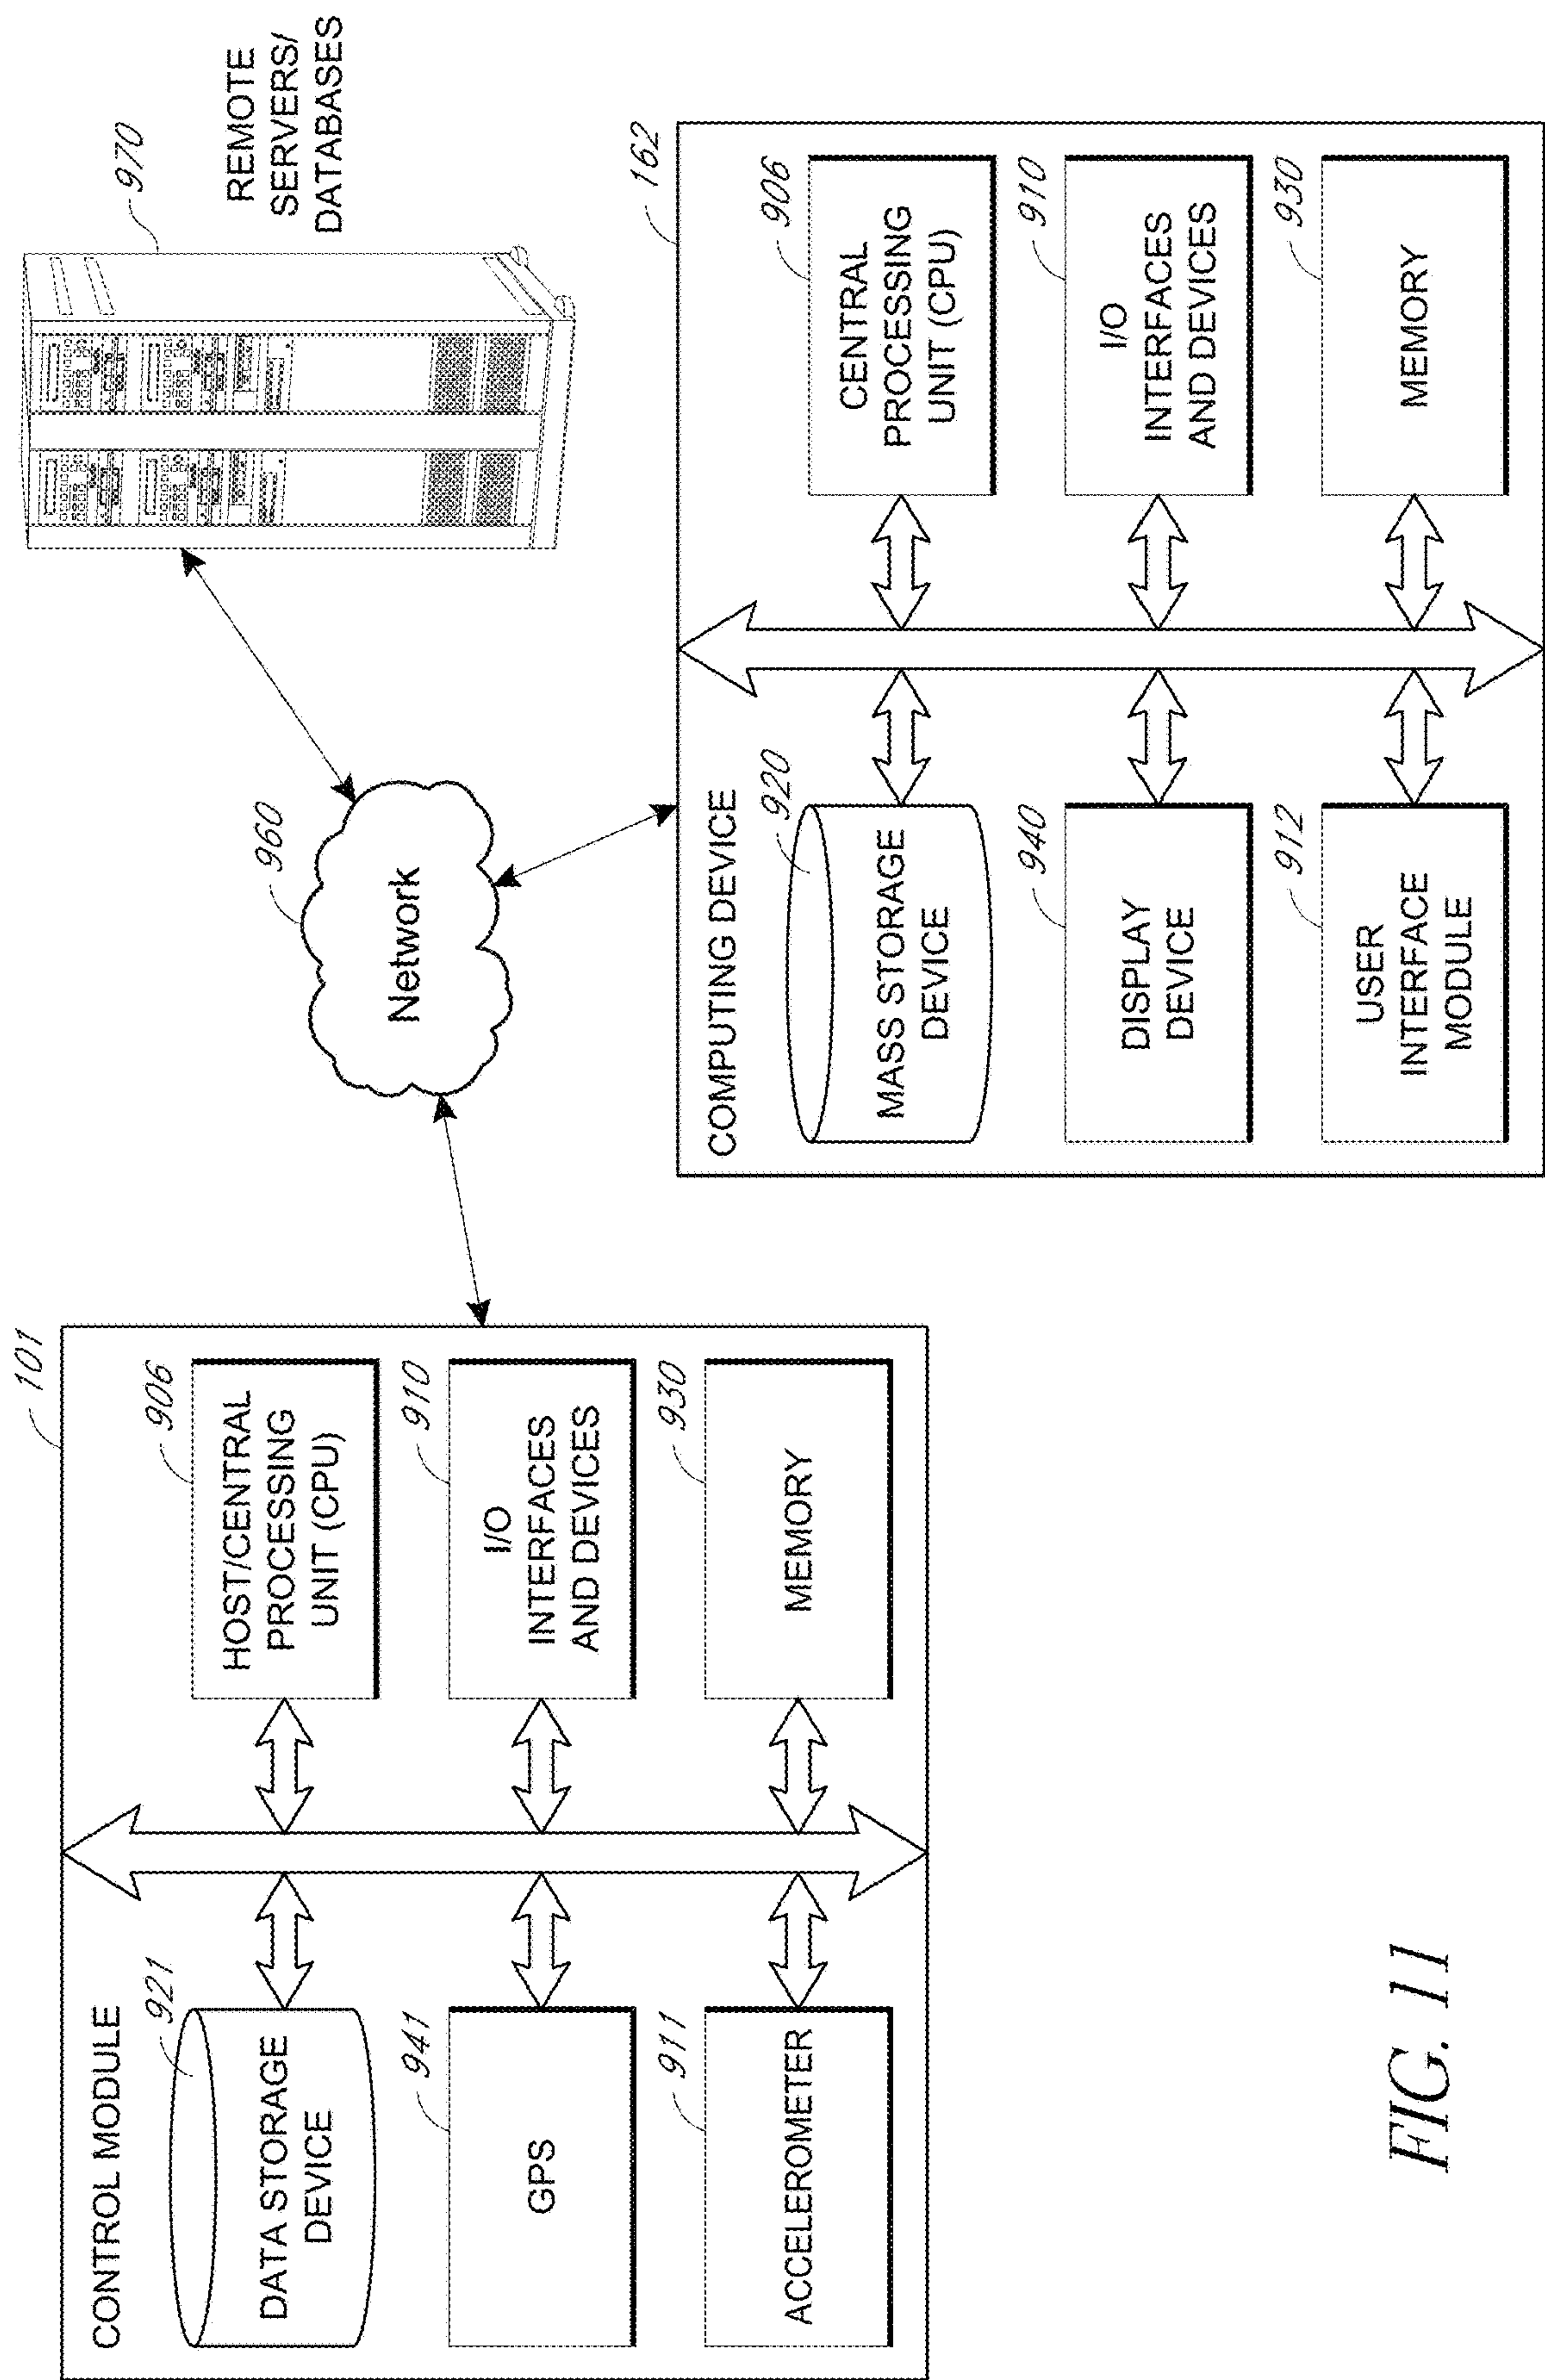 101
CONTROL MODULE
921
DATA STORAGE
DEVICE
906
HOST/CENTRAL
PROCESSING
UNIT (CPU)
941
GPS
910
I/O
INTERFACES
AND DEVICES
911
ACCELEROMETER
930
MEMORY
960
Network
970
REMOTE
SERVERS/
DATABASES
162
COMPUTING DEVICE
920
MASS STORAGE
DEVICE
906
CENTRAL
PROCESSING
UNIT (CPU)
940
DISPLAY
DEVICE
910
I/O
INTERFACES
AND DEVICES
912
USER
INTERFACE
MODULE
930
MEMORY
FIG. 11